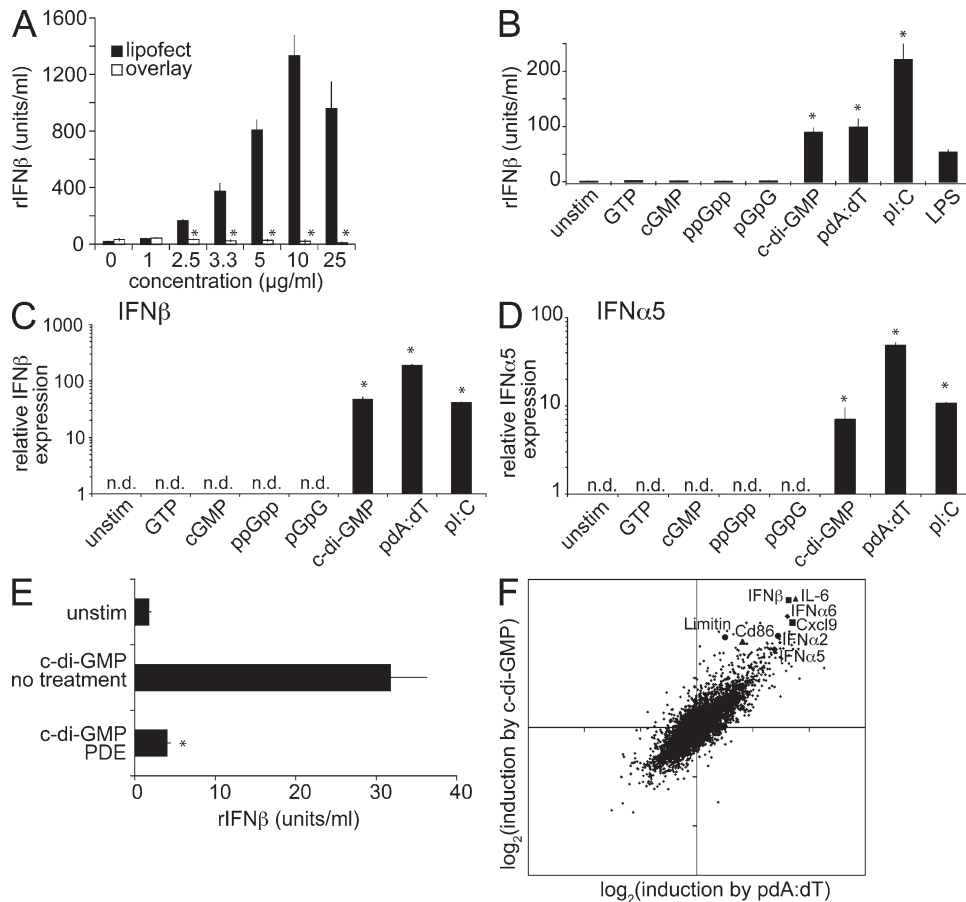 A
1600
1200
800
400
0
rIFNβ (units/ml)
lipofect
overlay
* * * * *
0 1 2.5 3.3 5 10 25
concentration (μg/ml)
B
200
100
0
rIFNβ (units/ml)
* * *
unstim GTP cGMP ppGpp pGpG c-di-GMP pdA:dT pI:C LPS
C
IFNβ
1000
100
10
1
relative IFNβ
expression
* * *
n.d. n.d. n.d. n.d. n.d.
unstim GTP cGMP ppGpp pGpG c-di-GMP pdA:dT pI:C
D
IFNα5
100
10
1
relative IFNα5
expression
* * *
n.d. n.d. n.d. n.d. n.d.
unstim GTP cGMP ppGpp pGpG c-di-GMP pdA:dT pI:C
E
unstim
c-di-GMP
no treatment
c-di-GMP
PDE
*
0 10 20 30 40
rIFNβ (units/ml)
F
IFNβ IL-6
IFNα6
Limitin Cxcl9
Cd86 IFNα2
IFNα5
log2(induction by c-di-GMP)
log2(induction by pdA:dT)